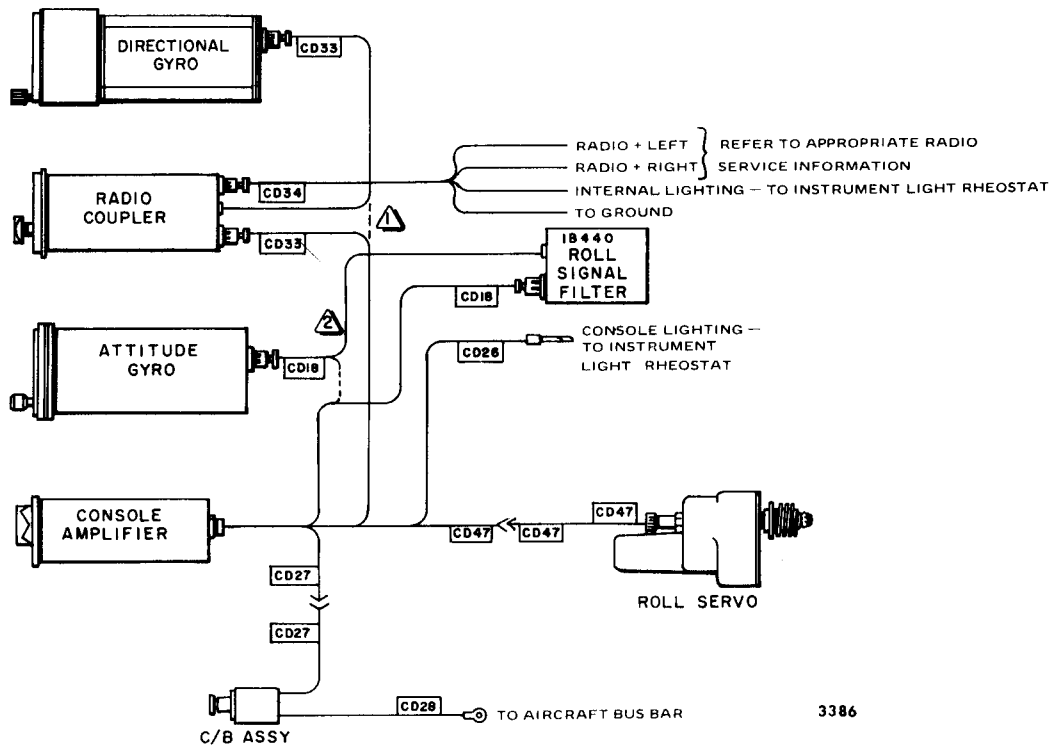 DIRECTIONAL
GYRO
CD33
RADIO
COUPLER
CD34
CD33
RADIO + LEFT
RADIO + RIGHT
REFER TO APPROPRIATE RADIO
SERVICE INFORMATION
INTERNAL LIGHTING — TO INSTRUMENT LIGHT RHEOSTAT
TO GROUND
1
1B440
ROLL
SIGNAL
FILTER
CD18
2
ATTITUDE
GYRO
CD18
CD26
CONSOLE LIGHTING —
TO INSTRUMENT
LIGHT RHEOSTAT
CONSOLE
AMPLIFIER
CD47
CD47
CD47
ROLL SERVO
CD27
CD27
C/B ASSY
CD28
TO AIRCRAFT BUS BAR
3386